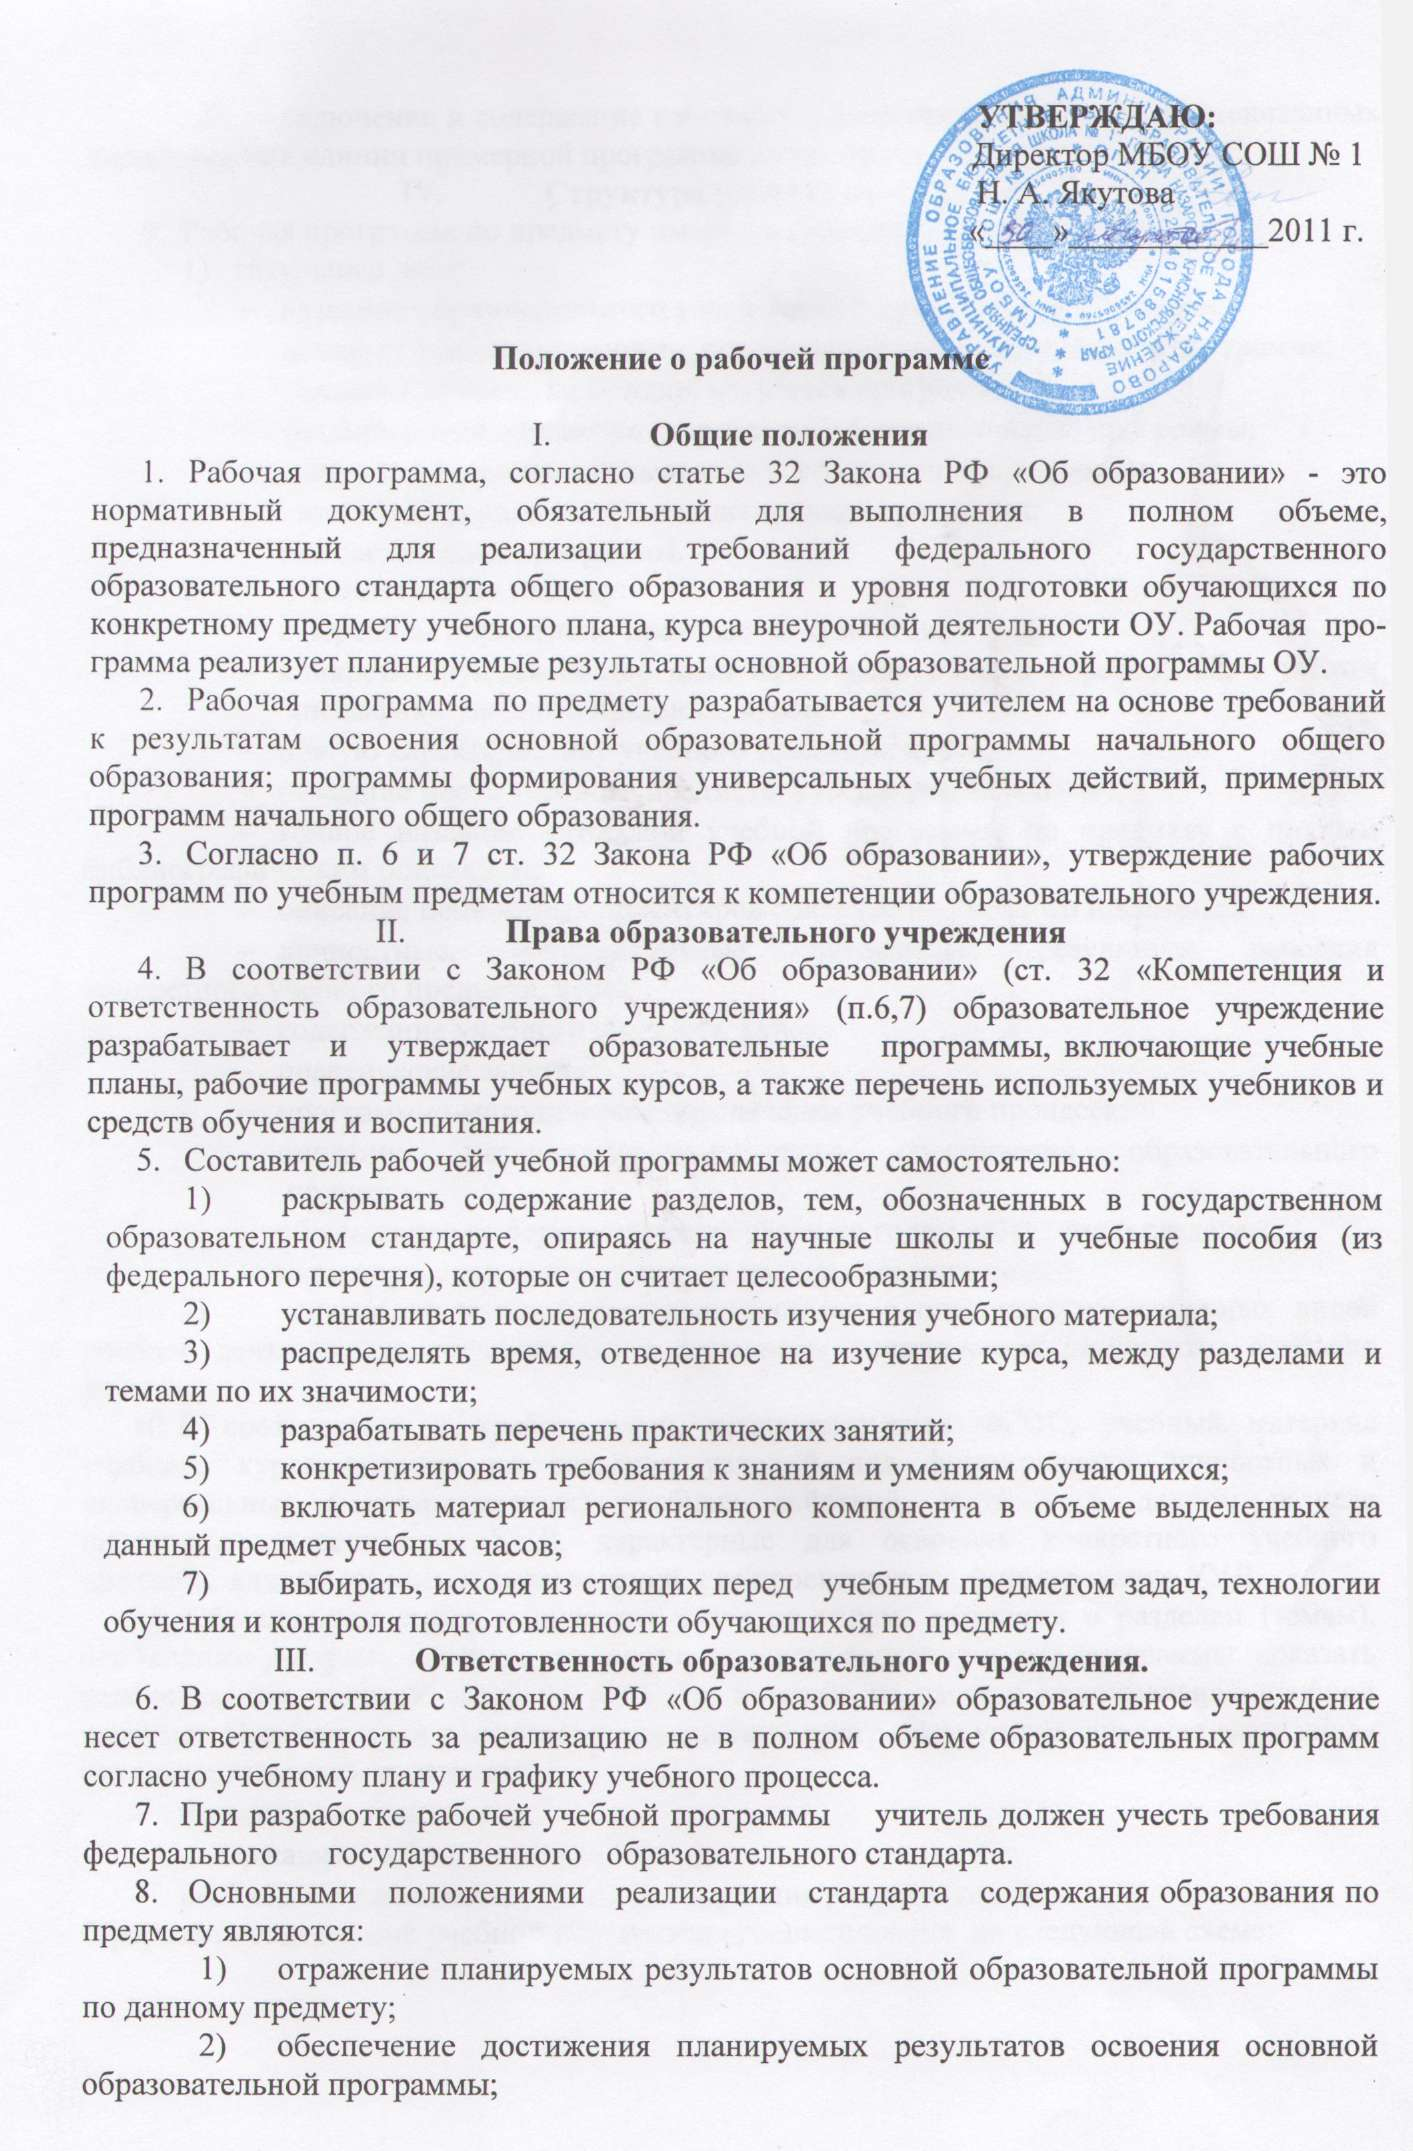 УТВЕРЖДАЮ:
Директор МБОУ СОШ № 1
Н. А. Якутова
«30» 2011 г.
Положение о рабочей программе
I. Общие положения
1. Рабочая программа, согласно статье 32 Закона РФ «Об образовании» - это
нормативный документ, обязательный для выполнения в полном объеме,
предназначенный для реализации требований федерального государственного
образовательного стандарта общего образования и уровня подготовки обучающихся по
конкретному предмету учебного плана, курса внеурочной деятельности ОУ. Рабочая про-
грамма реализует планируемые результаты основной образовательной программы ОУ.
2. Рабочая программа по предмету разрабатывается учителем на основе требований
к результатам освоения основной образовательной программы начального общего
образования; программы формирования универсальных учебных действий, примерных
программ начального общего образования.
3. Согласно п. 6 и 7 ст. 32 Закона РФ «Об образовании», утверждение рабочих
программ по учебным предметам относится к компетенции образовательного учреждения.
II. Права образовательного учреждения
4. В соответствии с Законом РФ «Об образовании» (ст. 32 «Компетенция и
ответственность образовательного учреждения» (п.6,7) образовательное учреждение
разрабатывает и утверждает образовательные программы, включающие учебные
планы, рабочие программы учебных курсов, а также перечень используемых учебников и
средств обучения и воспитания.
5. Составитель рабочей учебной программы может самостоятельно:
1) раскрывать содержание разделов, тем, обозначенных в государственном
образовательном стандарте, опираясь на научные школы и учебные пособия (из
федерального перечня), которые он считает целесообразными;
2) устанавливать последовательность изучения учебного материала;
3) распределять время, отведенное на изучение курса, между разделами и
темами по их значимости;
4) разрабатывать перечень практических занятий;
5) конкретизировать требования к знаниям и умениям обучающихся;
6) включать материал регионального компонента в объеме выделенных на
данный предмет учебных часов;
7) выбирать, исходя из стоящих перед учебным предметом задач, технологии
обучения и контроля подготовленности обучающихся по предмету.
III. Ответственность образовательного учреждения.
6. В соответствии с Законом РФ «Об образовании» образовательное учреждение
несет ответственность за реализацию не в полном объеме образовательных программ
согласно учебному плану и графику учебного процесса.
7. При разработке рабочей учебной программы учитель должен учесть требования
федерального государственного образовательного стандарта.
8. Основными положениями реализации стандарта содержания образования по
предмету являются:
1) отражение планируемых результатов основной образовательной программы
по данному предмету;
2) обеспечение достижения планируемых результатов освоения основной
образовательной программы;